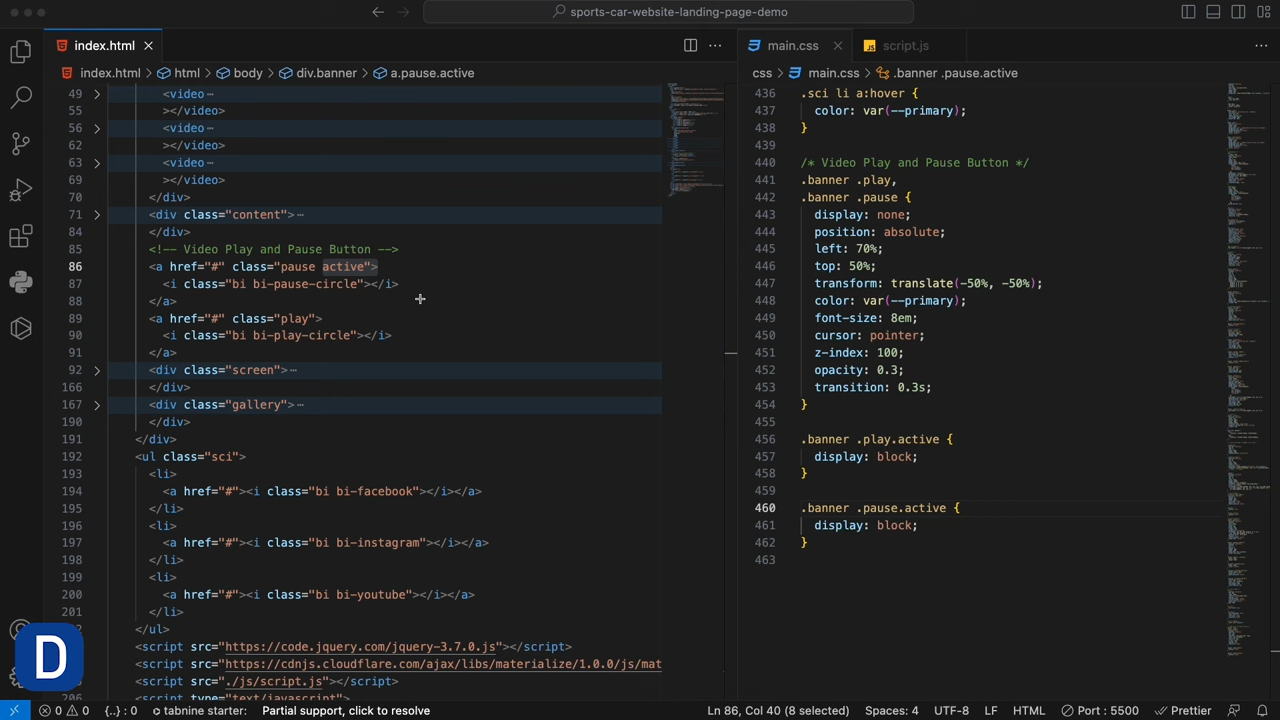 sports-car-website-landing-page-demo
index.html
index.html > html > body > div.banner > a.pause.active
49 <video
55 ></video>
56 <video
62 ></video>
63 <video
69 ></video>
70 </div>
71 <div class="content">
84 </div>
85 <!-- Video Play and Pause Button -->
86 <a href="#" class="pause active">
87 <i class="bi bi-pause-circle"></i>
88 </a>
89 <a href="#" class="play">
90 <i class="bi bi-play-circle"></i>
91 </a>
92 <div class="screen">
166 </div>
167 <div class="gallery">
190 </div>
191 </div>
192 <ul class="sci">
193 <li>
194 <a href="#"><i class="bi bi-facebook"></i></a>
195 </li>
196 <li>
197 <a href="#"><i class="bi bi-instagram"></i></a>
198 </li>
199 <li>
200 <a href="#"><i class="bi bi-youtube"></i></a>
201 </li>
</ul>
<script src="https://code.jquery.com/jquery-3.7.0.js"></script>
<script src="https://cdnjs.cloudflare.com/ajax/libs/materialize/1.0.0/js/mat
<script src="./js/script.js"></script>
206 <script type="text/javascript">
main.css
script.js
css > main.css > .banner .pause.active
436 .sci li a:hover {
437 color: var(--primary);
438 }
439
440 /* Video Play and Pause Button */
441 .banner .play,
442 .banner .pause {
443 display: none;
444 position: absolute;
445 left: 70%;
446 top: 50%;
447 transform: translate(-50%, -50%);
448 color: var(--primary);
449 font-size: 8em;
450 cursor: pointer;
451 z-index: 100;
452 opacity: 0.3;
453 transition: 0.3s;
454 }
455
456 .banner .play.active {
457 display: block;
458 }
459
460 .banner .pause.active {
461 display: block;
462 }
463
D
0 0 {..} : 0 tabnine starter: Partial support, click to resolve Ln 86, Col 40 (8 selected) Spaces: 4 UTF-8 LF HTML Port : 5500 Prettier